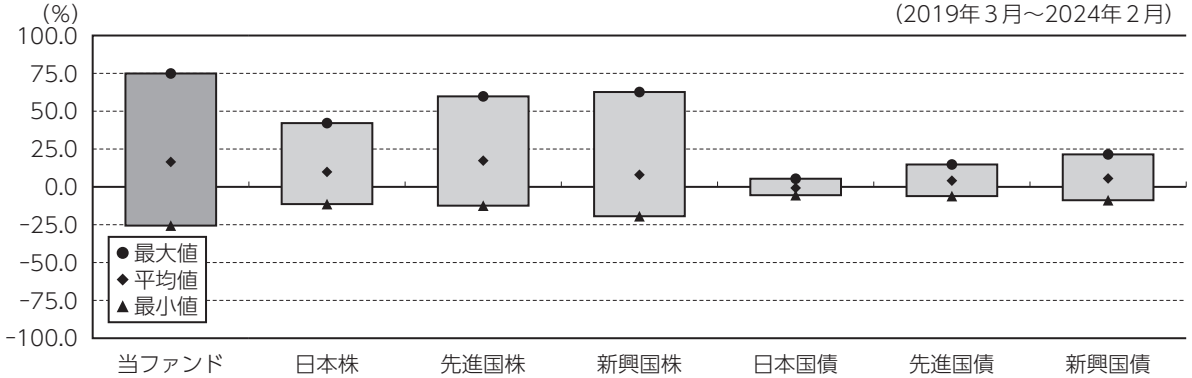 (%)
(2019年3月~2024年2月)
100.0
75.0
50.0
25.0
0.0
-25.0
-50.0
-75.0
-100.0
● 最大値
◆ 平均値
▲ 最小値
当ファンド 日本株 先進国株 新興国株 日本国債 先進国債 新興国債